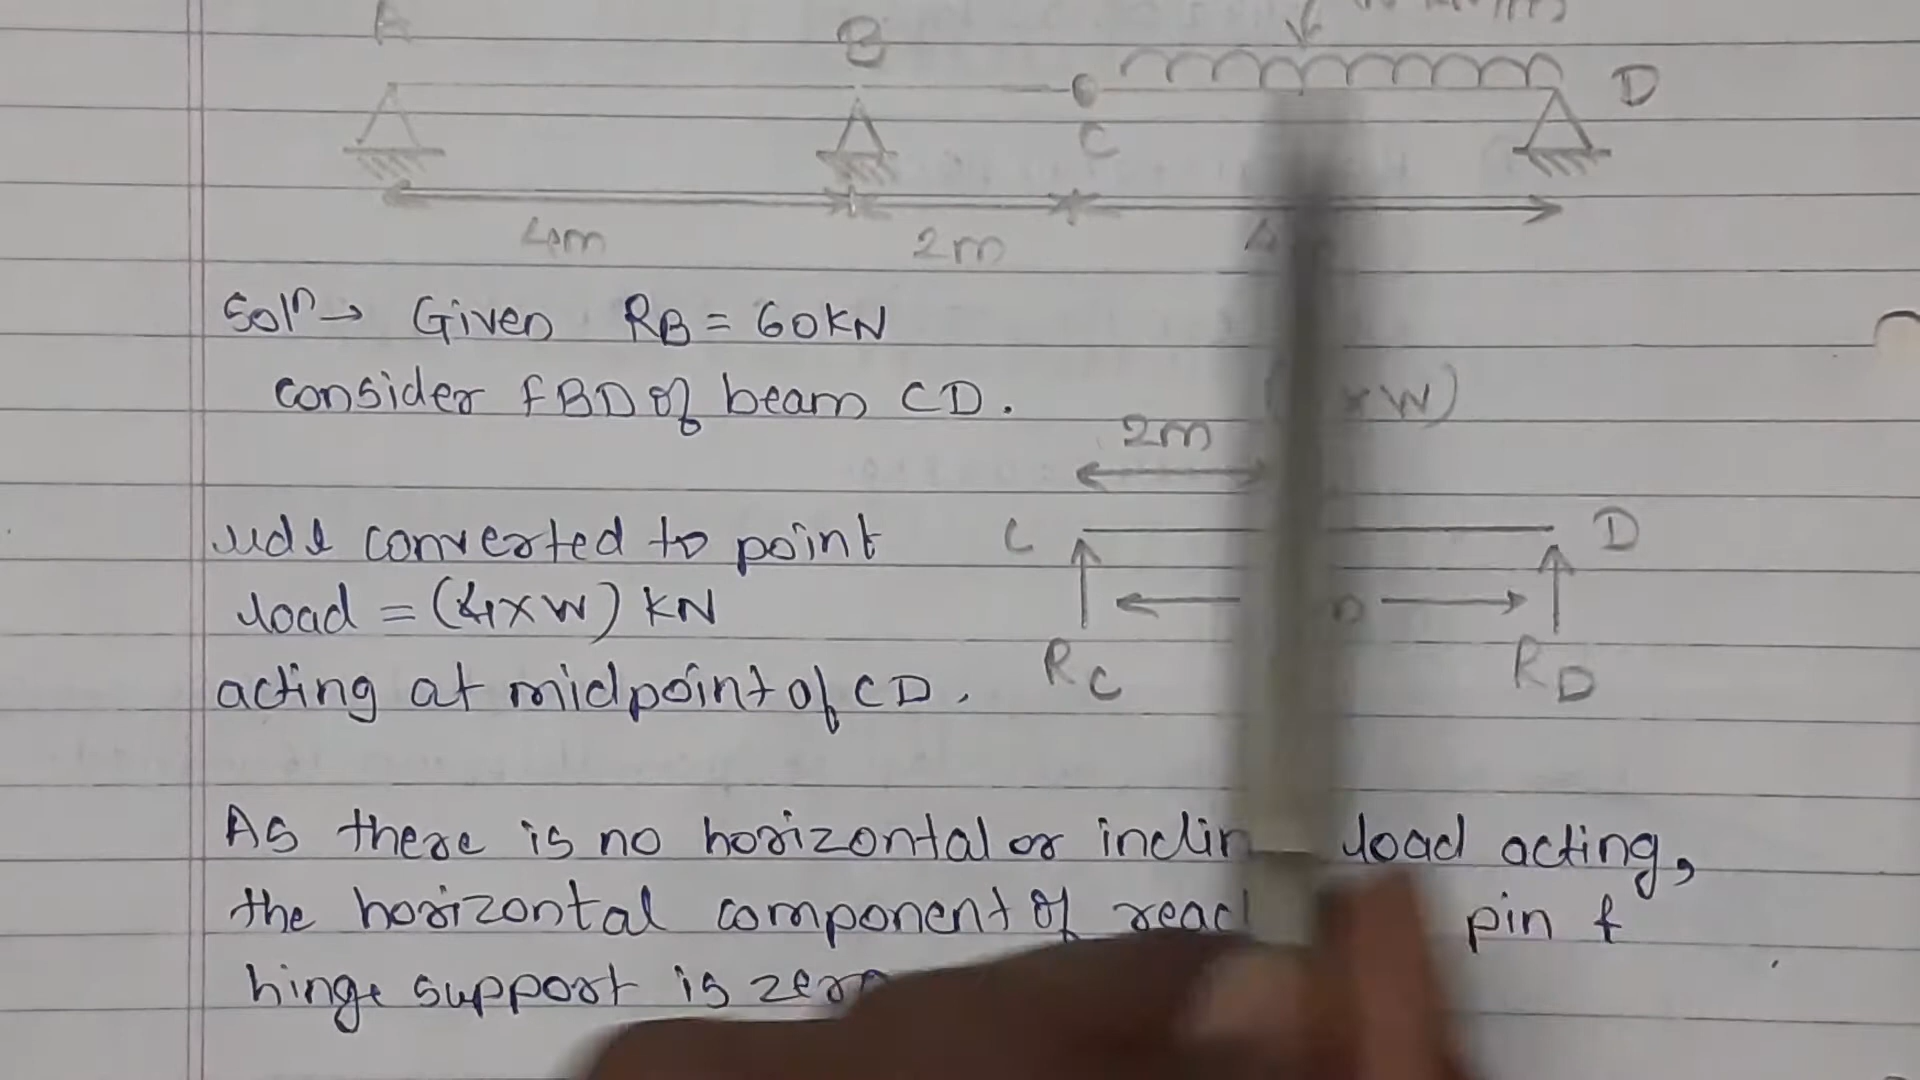 A
B
C
D
4m
2m
Soln → Given RB = 60KN
consider FBD of beam CD.
×W)
2m
udl converted to point
C
D
load = (4×W) KN
acting at midpoint of CD.
RC
RD
As there is no horizontal or load acting,
the horizontal component of pin &
hinge support is zero